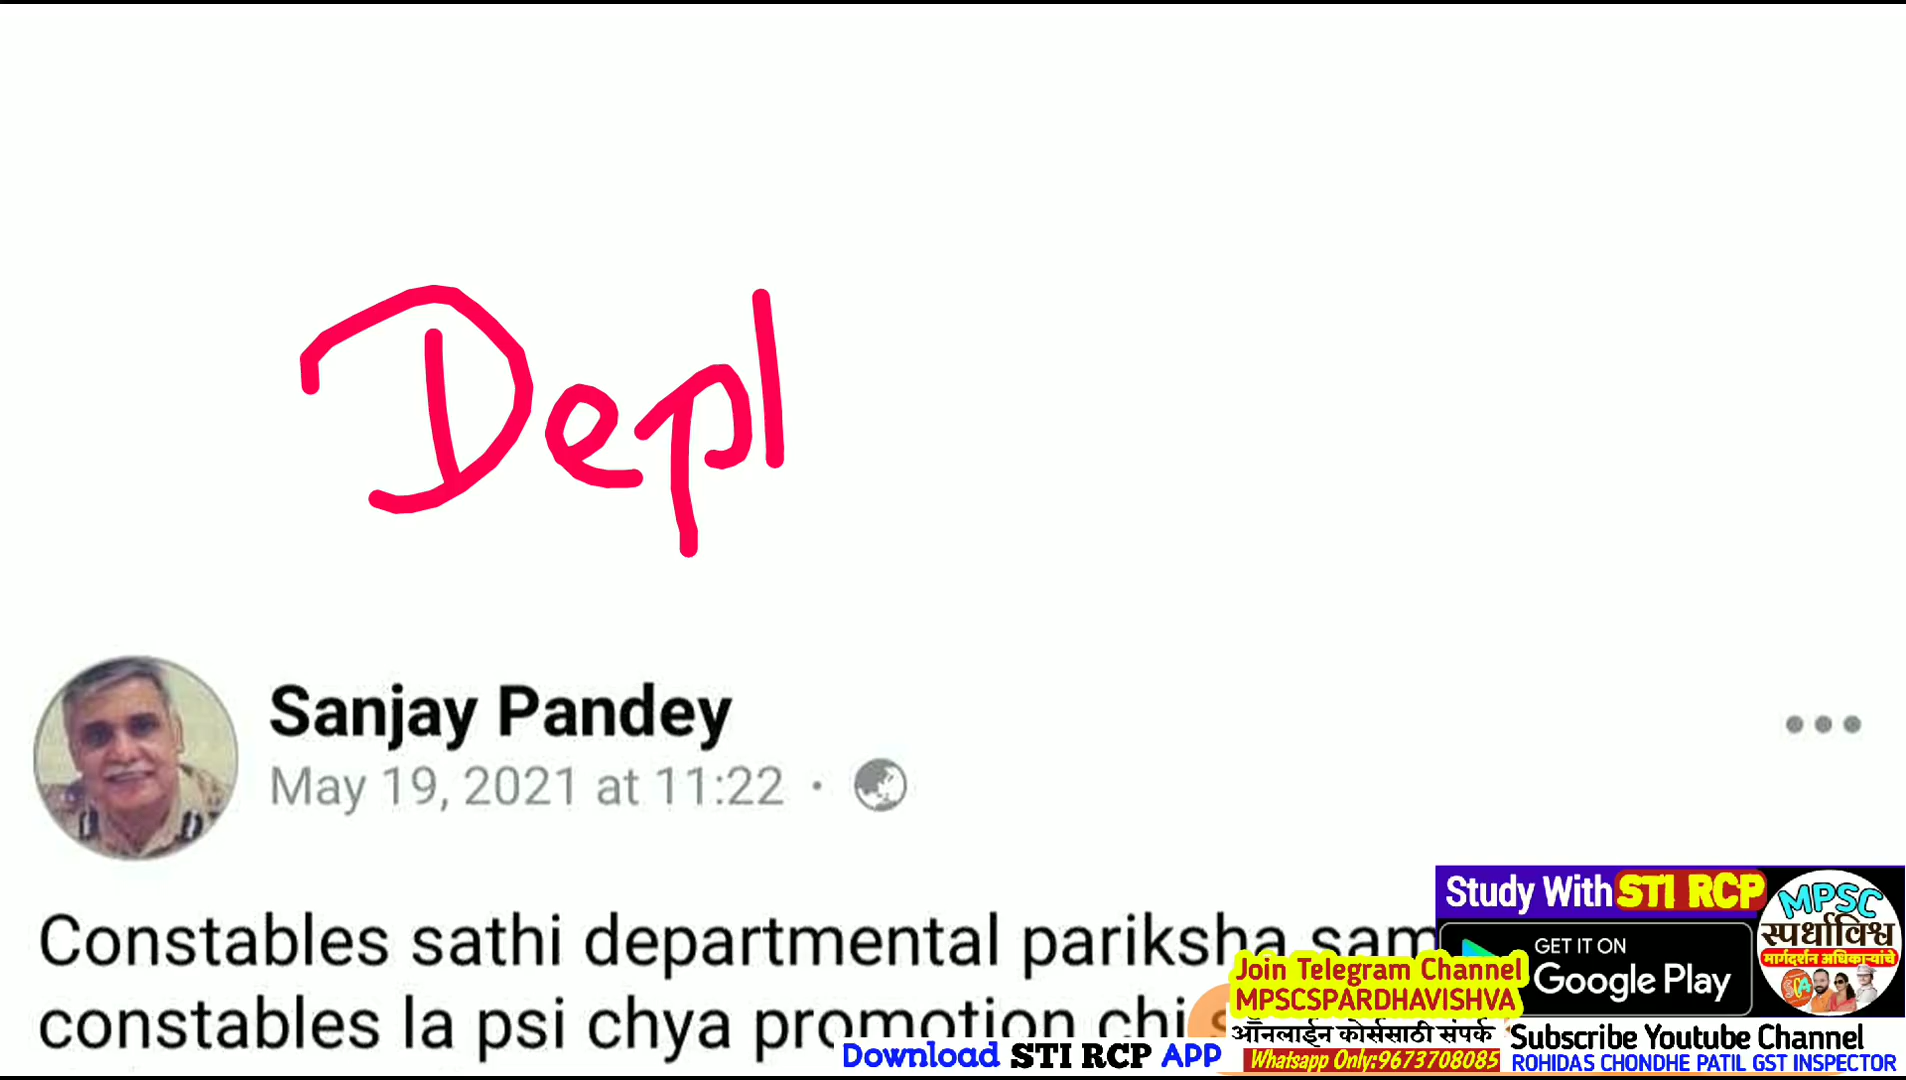 Depl
Sanjay Pandey
May 19, 2021 at 11:22
Constables sathi departmental pariksha sam
constables la psi chya promotion chi
Study With STI RCP
GET IT ON
Google Play
MPSC
स्पर्धाविश्व
मार्गदर्शन अधिकाऱ्यांचे
Join Telegram Channel
MPSCSPARDHAVISHVA
ऑनलाईन कोर्ससाठी संपर्क
Whatsapp Only:9673708085
Download STI RCP APP
Subscribe Youtube Channel
ROHIDAS CHONDHE PATIL GST INSPECTOR